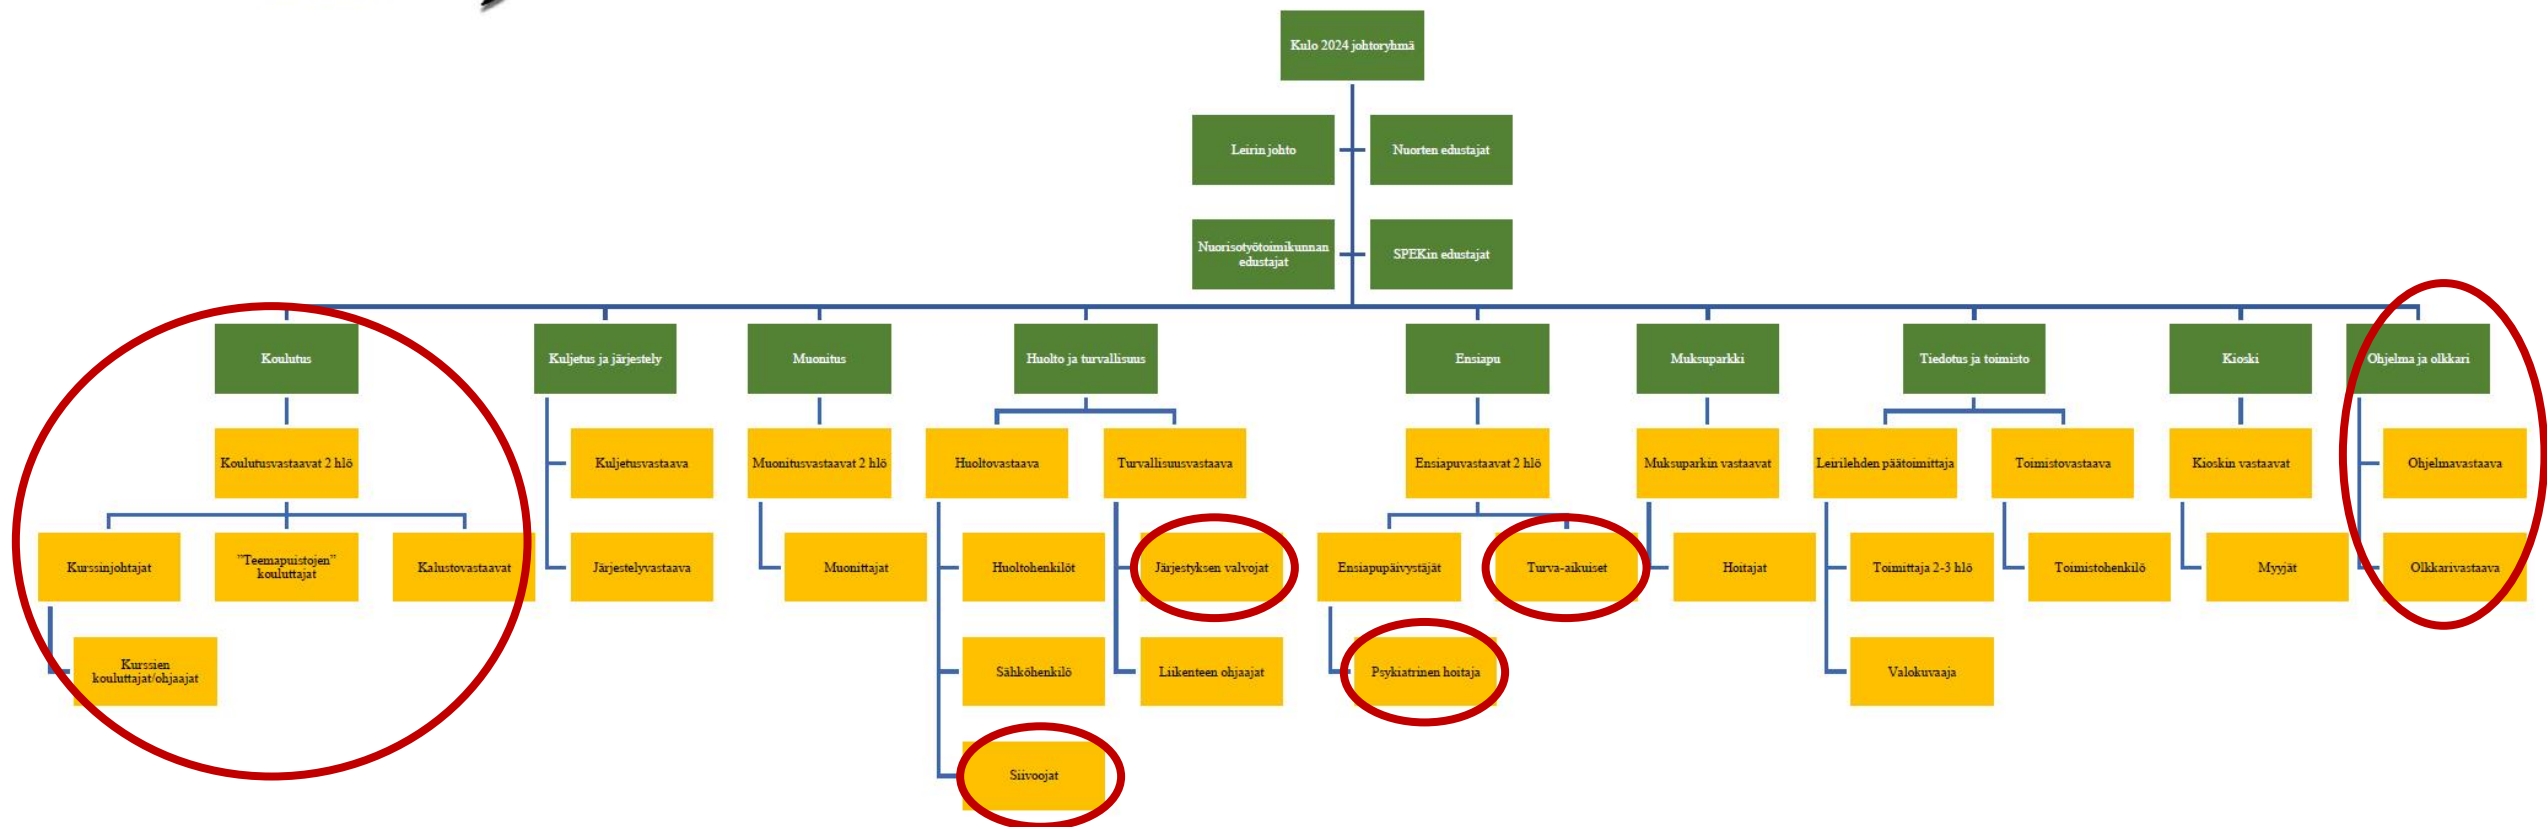 Kulo 2024 johtoryhmä
Leirin johto
Nuorten edustajat
Nuorisotyötoimikunnan
edustajat
SPEKin edustajat
Koulutus
Kuljetus ja järjestely
Muonitus
Huolto ja turvallisuus
Ensiapu
Muksuparkki
Tiedotus ja toimisto
Kioski
Ohjelma ja olkkari
Koulutusvastaavat 2 hlö
Kuljetusvastaava
Muonitusvastaavat 2 hlö
Huoltovastaava
Turvallisuusvastaava
Ensiapuvastaavat 2 hlö
Muksuparkin vastaavat
Leirilehden päätoimittaja
Toimistovastaava
Kioskin vastaavat
Ohjelmavastaava
Kurssinjohtajat
"Teemapuistojen"
kouluttajat
Kalustovastaavat
Järjestelyvastaava
Muonittajat
Huoltohenkilöt
Järjestyksen valvojat
Ensiapupäivystäjät
Turva-aikuiset
Hoitajat
Toimittaja 2-3 hlö
Toimistohenkilö
Myyjät
Olkkarivastaava
Kurssien
kouluttajat/ohjaajat
Sähköhenkilö
Liikenteen ohjaajat
Psykiatrinen hoitaja
Valokuvaaja
Siivoojat